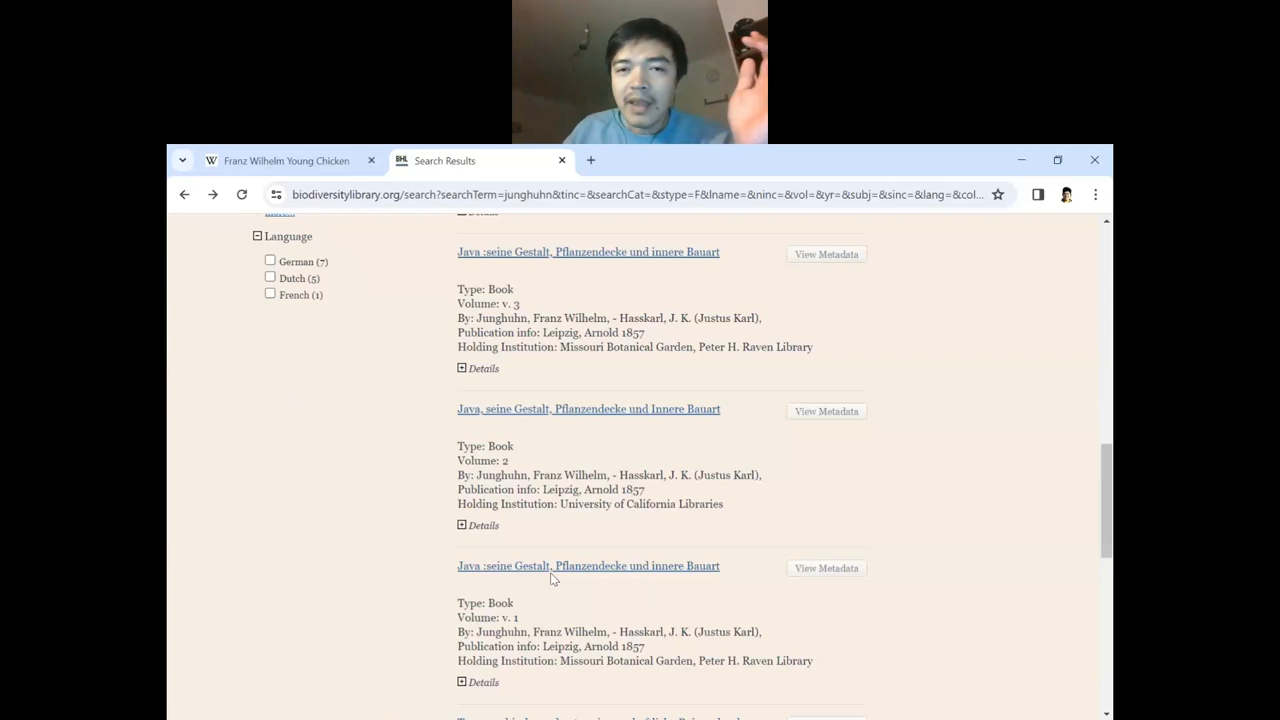 Franz Wilhelm Young Chicken
BHL
Search Results
biodiversitylibrary.org/search?searchTerm=junghuhn&tinc=&searchCat=&stype=F&lname=&ninc=&vol=&yr=&subj=&sinc=&lang=&col...
more...
Details
Language
German (7)
Dutch (5)
French (1)
Java :seine Gestalt, Pflanzendecke und innere Bauart
View Metadata
Type: Book
Volume: v. 3
By: Junghuhn, Franz Wilhelm, - Hasskarl, J. K. (Justus Karl),
Publication info: Leipzig, Arnold 1857
Holding Institution: Missouri Botanical Garden, Peter H. Raven Library
Details
Java, seine Gestalt, Pflanzendecke und Innere Bauart
View Metadata
Type: Book
Volume: 2
By: Junghuhn, Franz Wilhelm, - Hasskarl, J. K. (Justus Karl),
Publication info: Leipzig, Arnold 1857
Holding Institution: University of California Libraries
Details
Java :seine Gestalt, Pflanzendecke und innere Bauart
View Metadata
Type: Book
Volume: v. 1
By: Junghuhn, Franz Wilhelm, - Hasskarl, J. K. (Justus Karl),
Publication info: Leipzig, Arnold 1857
Holding Institution: Missouri Botanical Garden, Peter H. Raven Library
Details